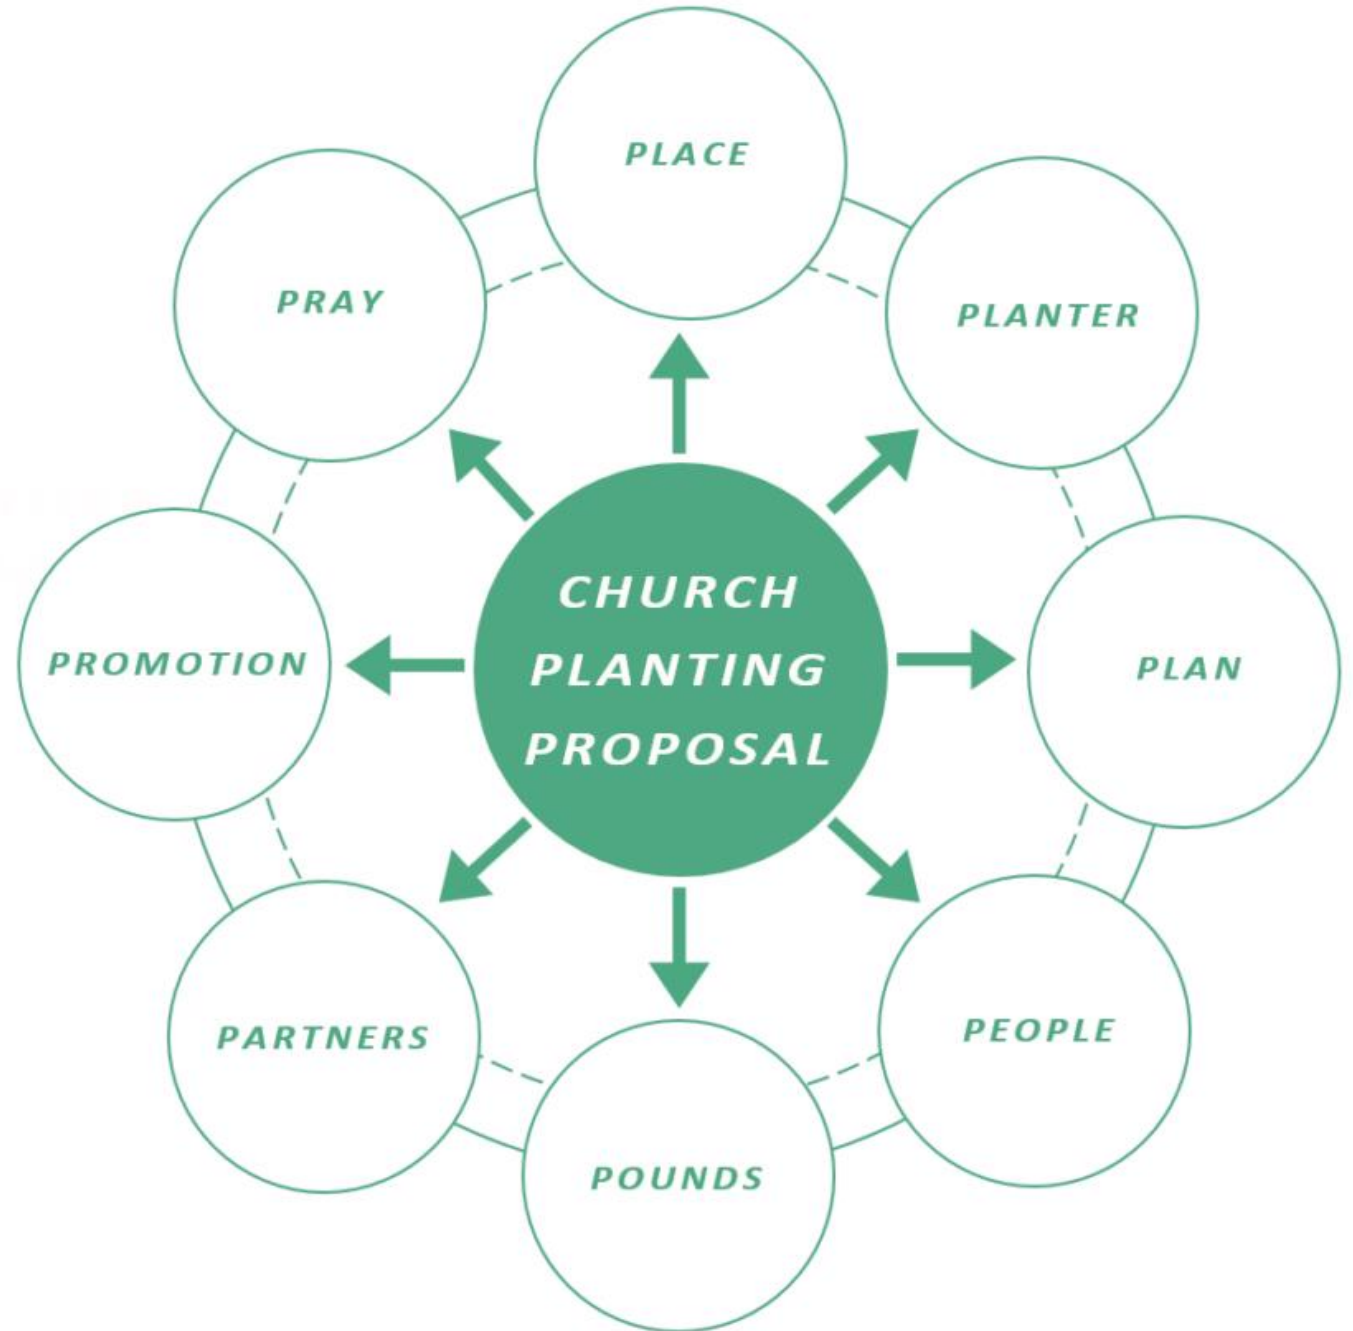 PLACE
PRAY
PLANTER
CHURCH
PLANTING
PROPOSAL
PROMOTION
PLAN
PARTNERS
PEOPLE
POUNDS